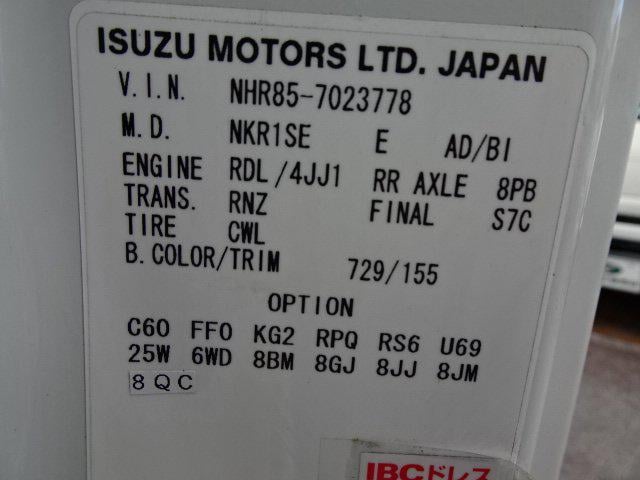 ISUZU MOTORS LTD. JAPAN
V.I.N. NHR85-7023778
M.D. NKR1SE E AD/BI
ENGINE RDL/4JJ1 RR AXLE 8PB
TRANS. RNZ FINAL S7C
TIRE CWL
B.COLOR/TRIM 729/155
OPTION
C60 FF0 KG2 RPQ RS6 U69
25W 6WD 8BM 8GJ 8JJ 8JM
8QC
IBCドレス